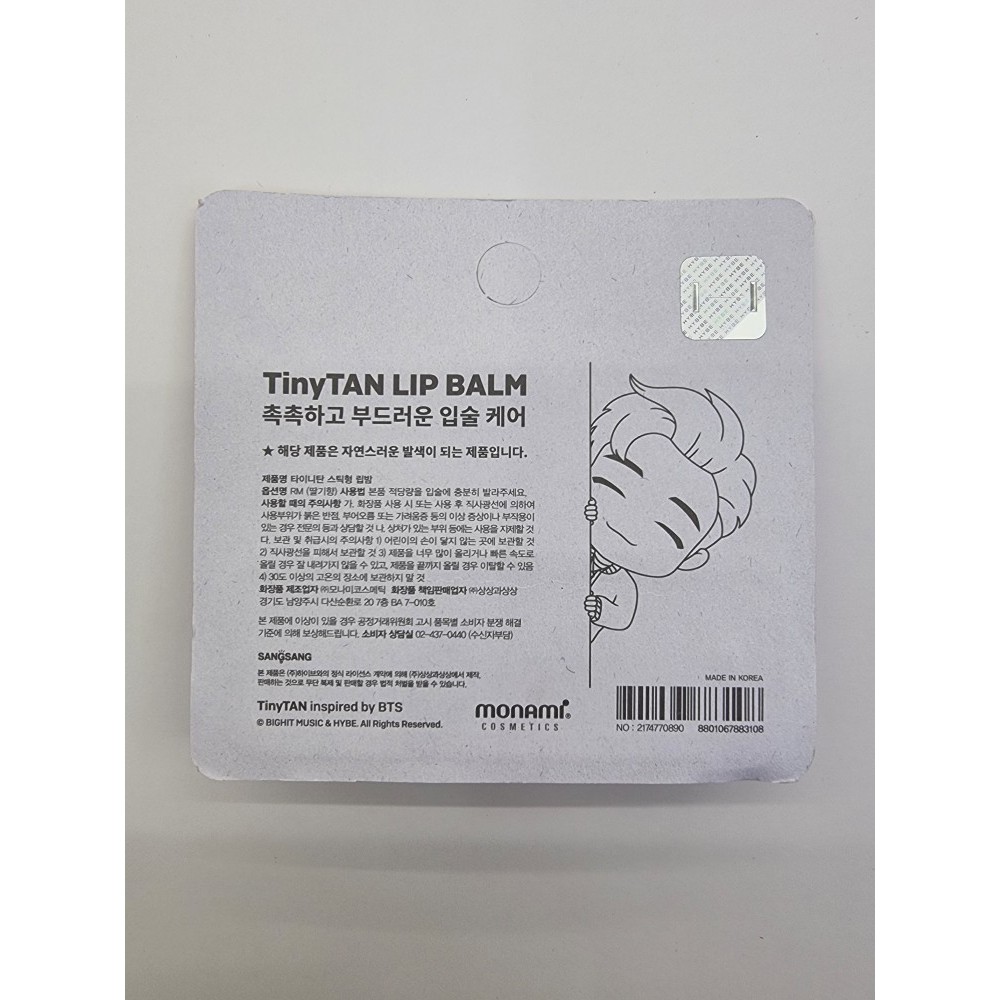 HYBE HYBE HYBE
TinyTAN LIP BALM
촉촉하고 부드러운 입술 케어
★ 해당 제품은 자연스러운 발색이 되는 제품입니다.
제품명 타이니탄 스틱형 립밤
옵션명 RM (딸기향) 사용법 본품 적당량을 입술에 충분히 발라주세요.
사용할 때의 주의사항 가. 화장품 사용 시 또는 사용 후 직사광선에 의하여
사용부위가 붉은 반점, 부어오름 또는 가려움증 등의 이상 증상이나 부작용이
있는 경우 전문의 등과 상담할 것 나. 상처가 있는 부위 등에는 사용을 자제할 것
다. 보관 및 취급시의 주의사항 1) 어린이의 손이 닿지 않는 곳에 보관할 것
2) 직사광선을 피해서 보관할 것 3) 제품을 너무 많이 올리거나 빠른 속도로
올릴 경우 잘 내려가지 않을 수 있고, 제품을 끝까지 올릴 경우 이탈할 수 있음
4) 30도 이상의 고온의 장소에 보관하지 말 것
화장품 제조업자 ㈜모나미코스메틱 화장품 책임판매업자 ㈜상상과상상
경기도 남양주시 다산순환로 20 7층 BA 7-010호
본 제품에 이상이 있을 경우 공정거래위원회 고시 품목별 소비자 분쟁 해결
기준에 의해 보상해드립니다. 소비자 상담실 02-437-0440 (수신자부담)
SANGSANG
본 제품은 (주)하이브와의 정식 라이선스 계약에 의해 (주)상상과상상에서 제작,
판매하는 것으로 무단 복제 및 판매할 경우 법적 처벌을 받을 수 있습니다.
TinyTAN inspired by BTS
© BIGHIT MUSIC & HYBE. All Rights Reserved.
monami
COSMETICS
MADE IN KOREA
NO : 2174770890 8801067883108